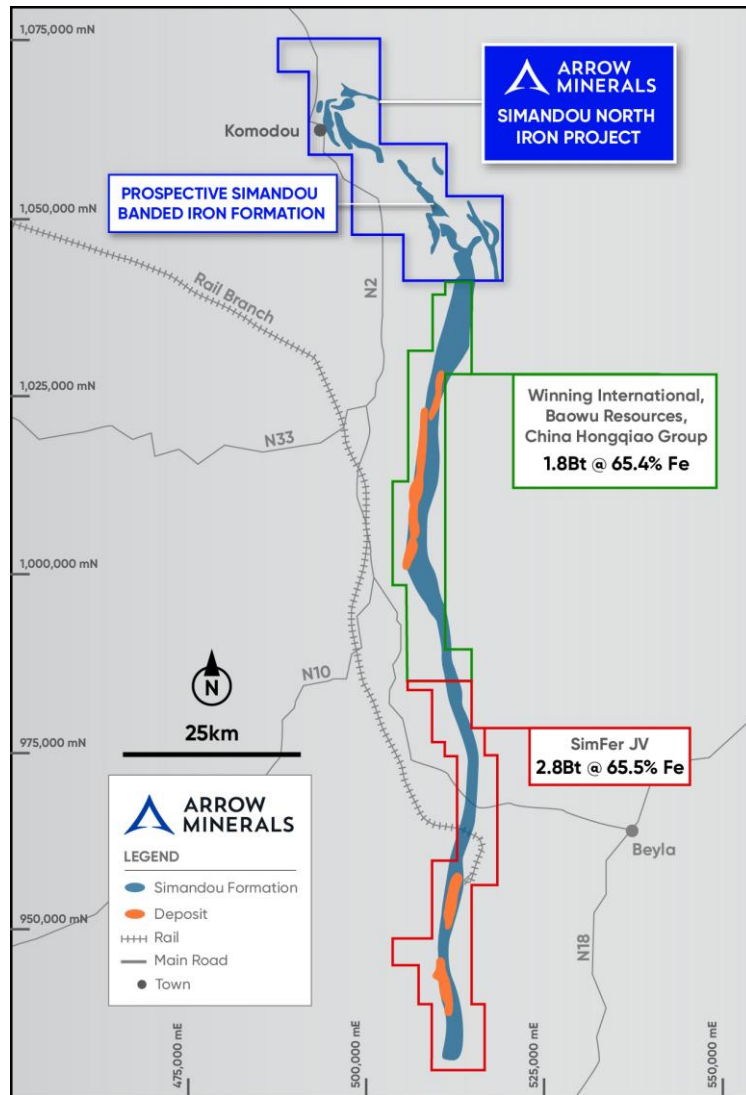 1,075,000 mN
ARROW
MINERALS
SIMANDOU NORTH
IRON PROJECT
Komodou
PROSPECTIVE SIMANDOU
BANDED IRON FORMATION
1,050,000 mN
Rail Branch
N2
1,025,000 mN
N33
Winning International,
Baowu Resources,
China Hongqiao Group
1.8Bt @ 65.4% Fe
1,000,000 mN
N
N10
25km
975,000 mN
SimFer JV
2.8Bt @ 65.5% Fe
ARROW
MINERALS
LEGEND
Simandou Formation
Deposit
Rail
Main Road
Town
Beyla
950,000 mN
N18
475,000 mE
500,000 mE
525,000 mE
550,000 mE